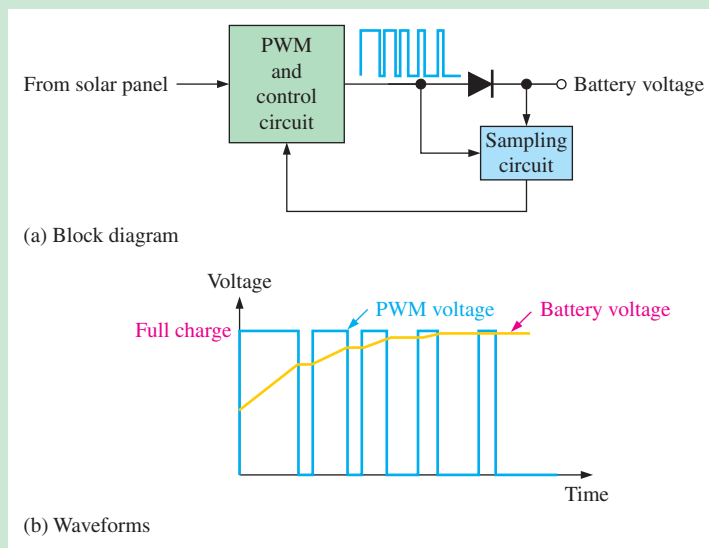 PWM
and
control
circuit
From solar panel
Battery voltage
Sampling
circuit
(a) Block diagram
Voltage
PWM voltage
Battery voltage
Full charge
Time
(b) Waveforms